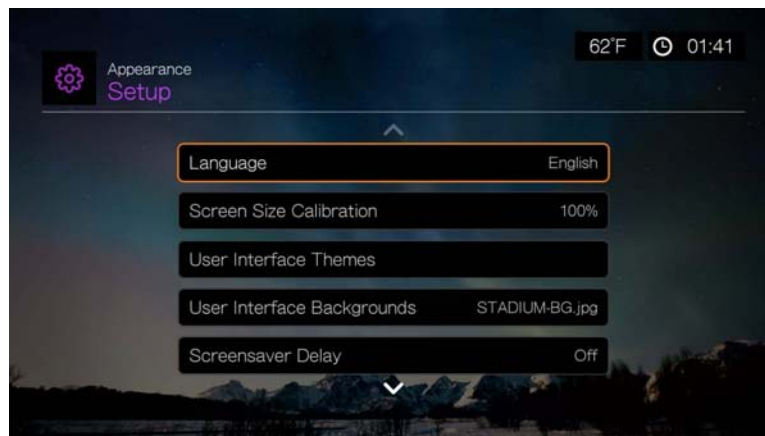 62°F 01:41
Appearance
Setup
Language English
Screen Size Calibration 100%
User Interface Themes
User Interface Backgrounds STADIUM-BG.jpg
Screensaver Delay Off